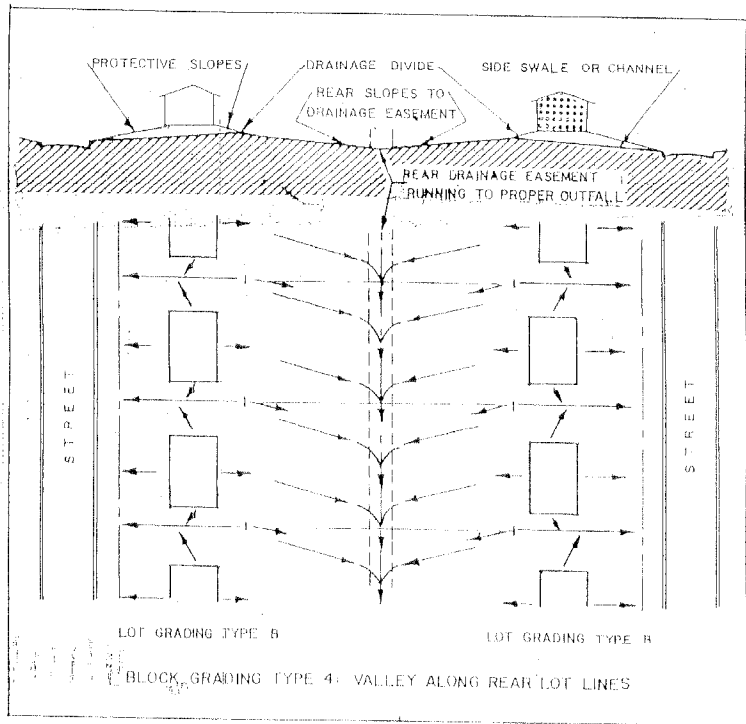 PROTECTIVE SLOPES
DRAINAGE DIVIDE
SIDE SWALE OR CHANNEL
REAR SLOPES TO
DRAINAGE EASEMENT
REAR DRAINAGE EASEMENT
RUNNING TO PROPER OUTFALL
STREET
STREET
LOT GRADING TYPE B
LOT GRADING TYPE B
BLOCK GRADING TYPE 4: VALLEY ALONG REAR LOT LINES